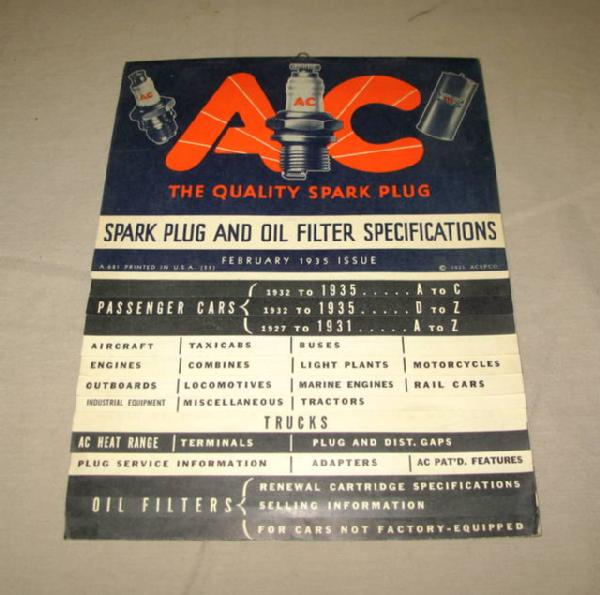 AC
AC
AC
THE QUALITY SPARK PLUG
SPARK PLUG AND OIL FILTER SPECIFICATIONS
FEBRUARY 1935 ISSUE
PRINTED IN U.S.A.
PASSENGER CARS
1932 TO 1935.....A TO C
1932 TO 1935.....D TO Z
1927 TO 1931.....A TO Z
AIRCRAFT TAXICABS BUSES
ENGINES COMBINES LIGHT PLANTS MOTORCYCLES
OUTBOARDS LOCOMOTIVES MARINE ENGINES RAIL CARS
INDUSTRIAL EQUIPMENT MISCELLANEOUS TRACTORS
TRUCKS
AC HEAT RANGE TERMINALS PLUG AND DIST. GAPS
PLUG SERVICE INFORMATION ADAPTERS AC PAT'D. FEATURES
OIL FILTERS
RENEWAL CARTRIDGE SPECIFICATIONS
SELLING INFORMATION
FOR CARS NOT FACTORY-EQUIPPED